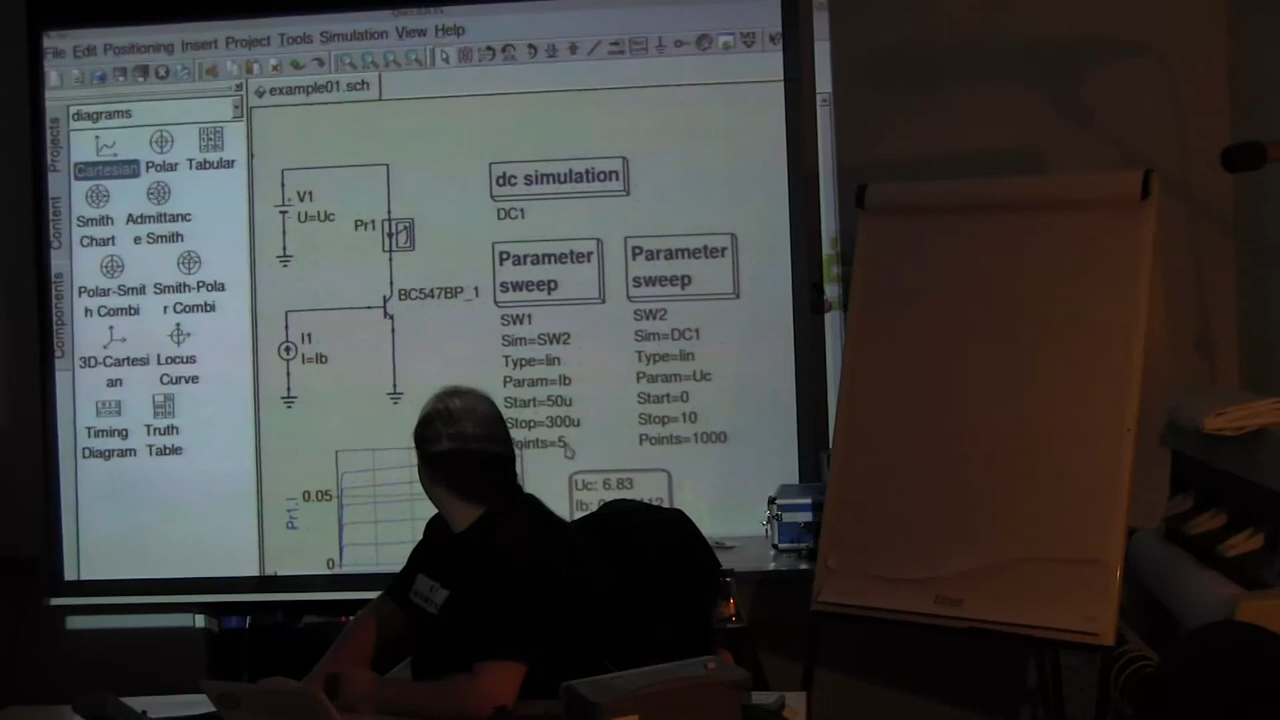 File Edit Positioning Insert Project Tools Simulation View Help
example01.sch
Projects
Content
Components
diagrams
Cartesian Polar Tabular
Smith Admittanc
Chart e Smith
Polar-Smit Smith-Pola
h Combi r Combi
3D-Cartesi Locus
an Curve
Timing Truth
Diagram Table
V1
U=Uc
Pr1
BC547BP_1
I1
I=Ib
dc simulation
DC1
Parameter
sweep
SW1
Sim=SW2
Type=lin
Param=Ib
Start=50u
Stop=300u
Points=5
Parameter
sweep
SW2
Sim=DC1
Type=lin
Param=Uc
Start=0
Stop=10
Points=1000
Pr1.I
0.05
0
Uc: 6.83
Ib: